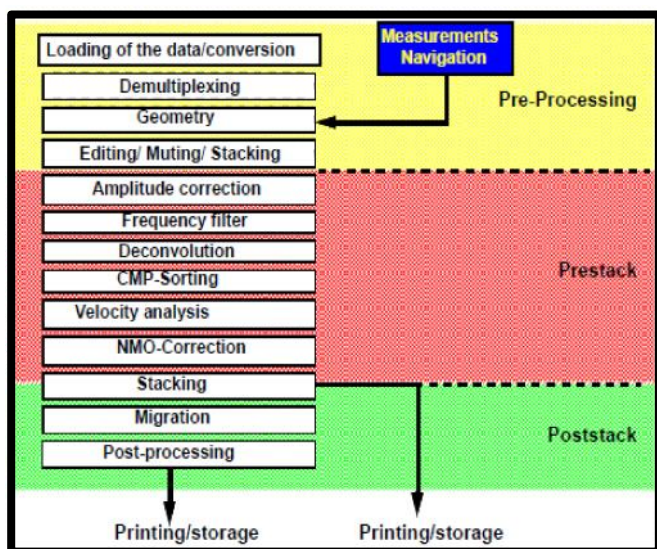 Loading of the data/conversion
Measurements
Navigation
Demultiplexing
Pre-Processing
Geometry
Editing/ Muting/ Stacking
Amplitude correction
Frequency filter
Deconvolution
Prestack
CMP-Sorting
Velocity analysis
NMO-Correction
Stacking
Migration
Poststack
Post-processing
Printing/storage
Printing/storage